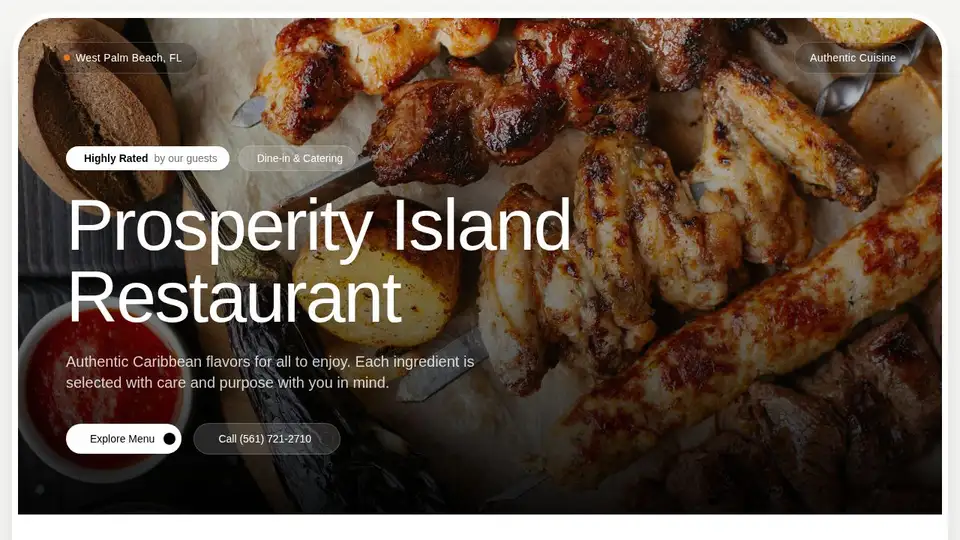 West Palm Beach, FL
Authentic Cuisine
Highly Rated by our guests
Dine-in & Catering
Prosperity Island
Restaurant
Authentic Caribbean flavors for all to enjoy. Each ingredient is
selected with care and purpose with you in mind.
Explore Menu
Call (561) 721-2710